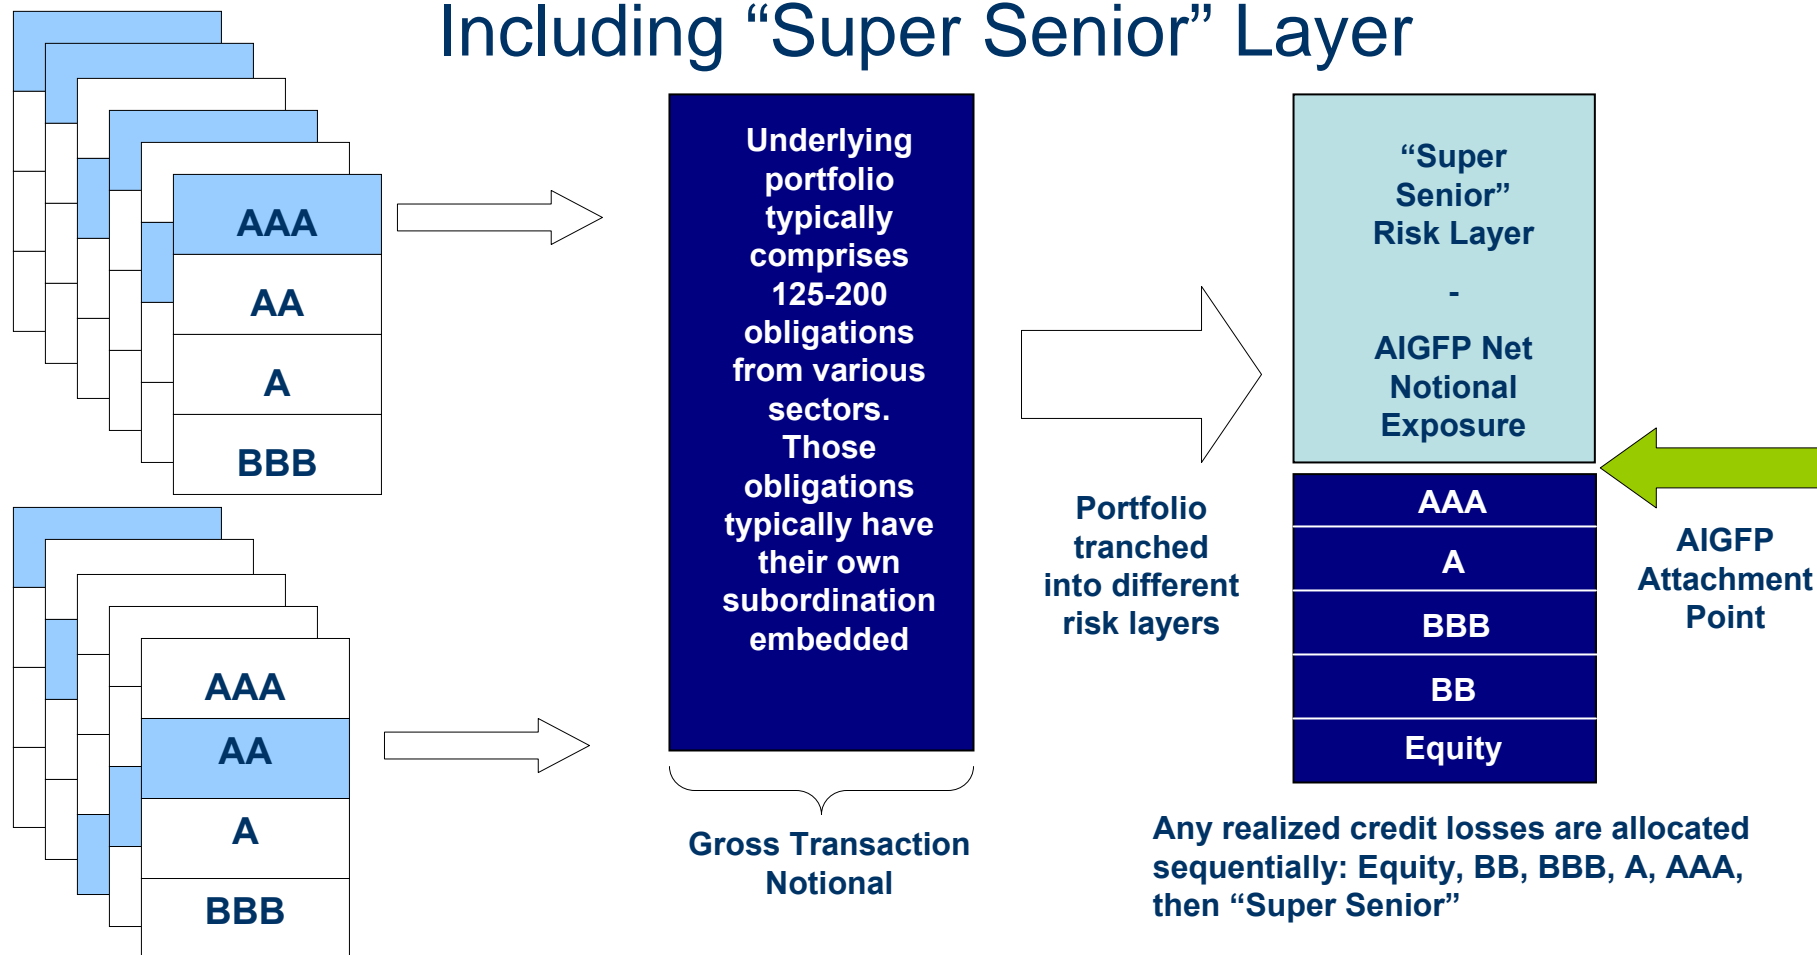 Including “Super Senior” Layer
AAA
AA
A
BBB
AAA
AA
A
BBB
Underlying
portfolio
typically
comprises
125-200
obligations
from various
sectors.
Those
obligations
typically have
their own
subordination
embedded
Gross Transaction
Notional
Portfolio
tranched
into different
risk layers
“Super
Senior”
Risk Layer
-
AIGFP Net
Notional
Exposure
AAA
A
BBB
BB
Equity
AIGFP
Attachment
Point
Any realized credit losses are allocated
sequentially: Equity, BB, BBB, A, AAA,
then “Super Senior”